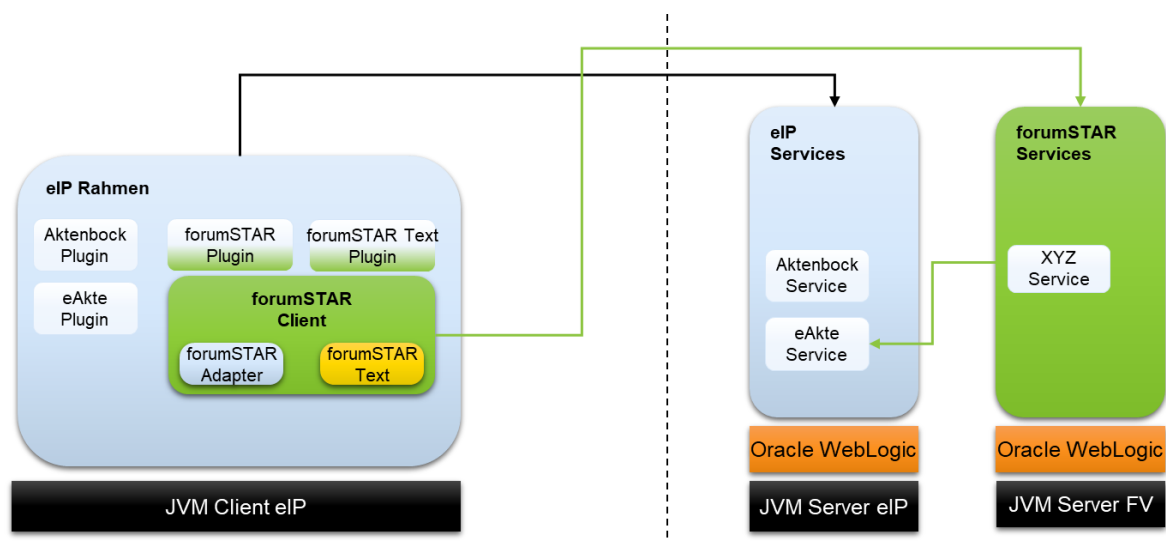 eIP Rahmen
Aktenbock
Plugin
forumSTAR
Plugin
forumSTAR Text
Plugin
eAkte
Plugin
forumSTAR
Client
forumSTAR
Adapter
forumSTAR
Text
JVM Client eIP
eIP
Services
Aktenbock
Service
eAkte
Service
Oracle WebLogic
JVM Server eIP
forumSTAR
Services
XYZ
Service
Oracle WebLogic
JVM Server FV